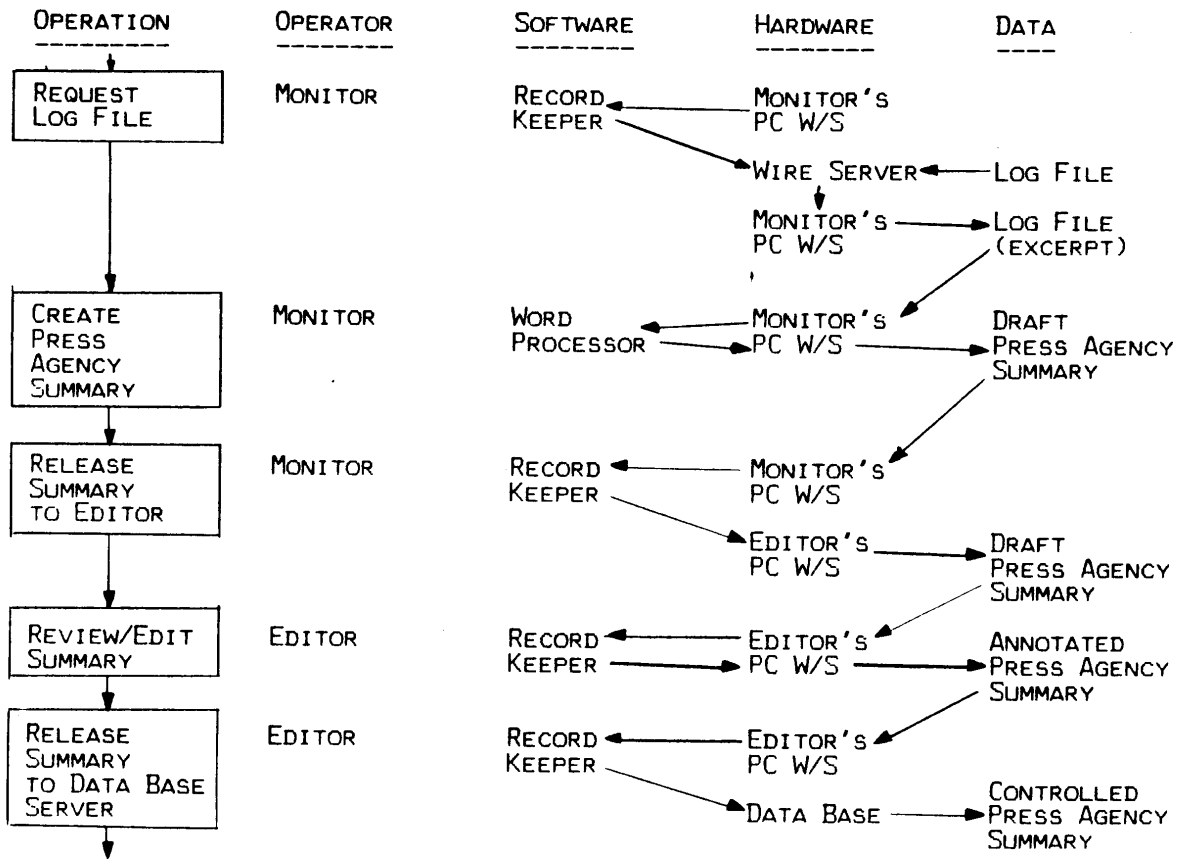 OPERATION OPERATOR SOFTWARE HARDWARE DATA
REQUEST
LOG FILE
MONITOR
RECORD
KEEPER
MONITOR'S
PC W/S
WIRE SERVER
LOG FILE
MONITOR'S
PC W/S
LOG FILE
(EXCERPT)
CREATE
PRESS
AGENCY
SUMMARY
MONITOR
WORD
PROCESSOR
MONITOR'S
PC W/S
DRAFT
PRESS AGENCY
SUMMARY
RELEASE
SUMMARY
TO EDITOR
MONITOR
RECORD
KEEPER
MONITOR'S
PC W/S
EDITOR'S
PC W/S
DRAFT
PRESS AGENCY
SUMMARY
REVIEW/EDIT
SUMMARY
EDITOR
RECORD
KEEPER
EDITOR'S
PC W/S
ANNOTATED
PRESS AGENCY
SUMMARY
RELEASE
SUMMARY
TO DATA BASE
SERVER
EDITOR
RECORD
KEEPER
EDITOR'S
PC W/S
DATA BASE
CONTROLLED
PRESS AGENCY
SUMMARY